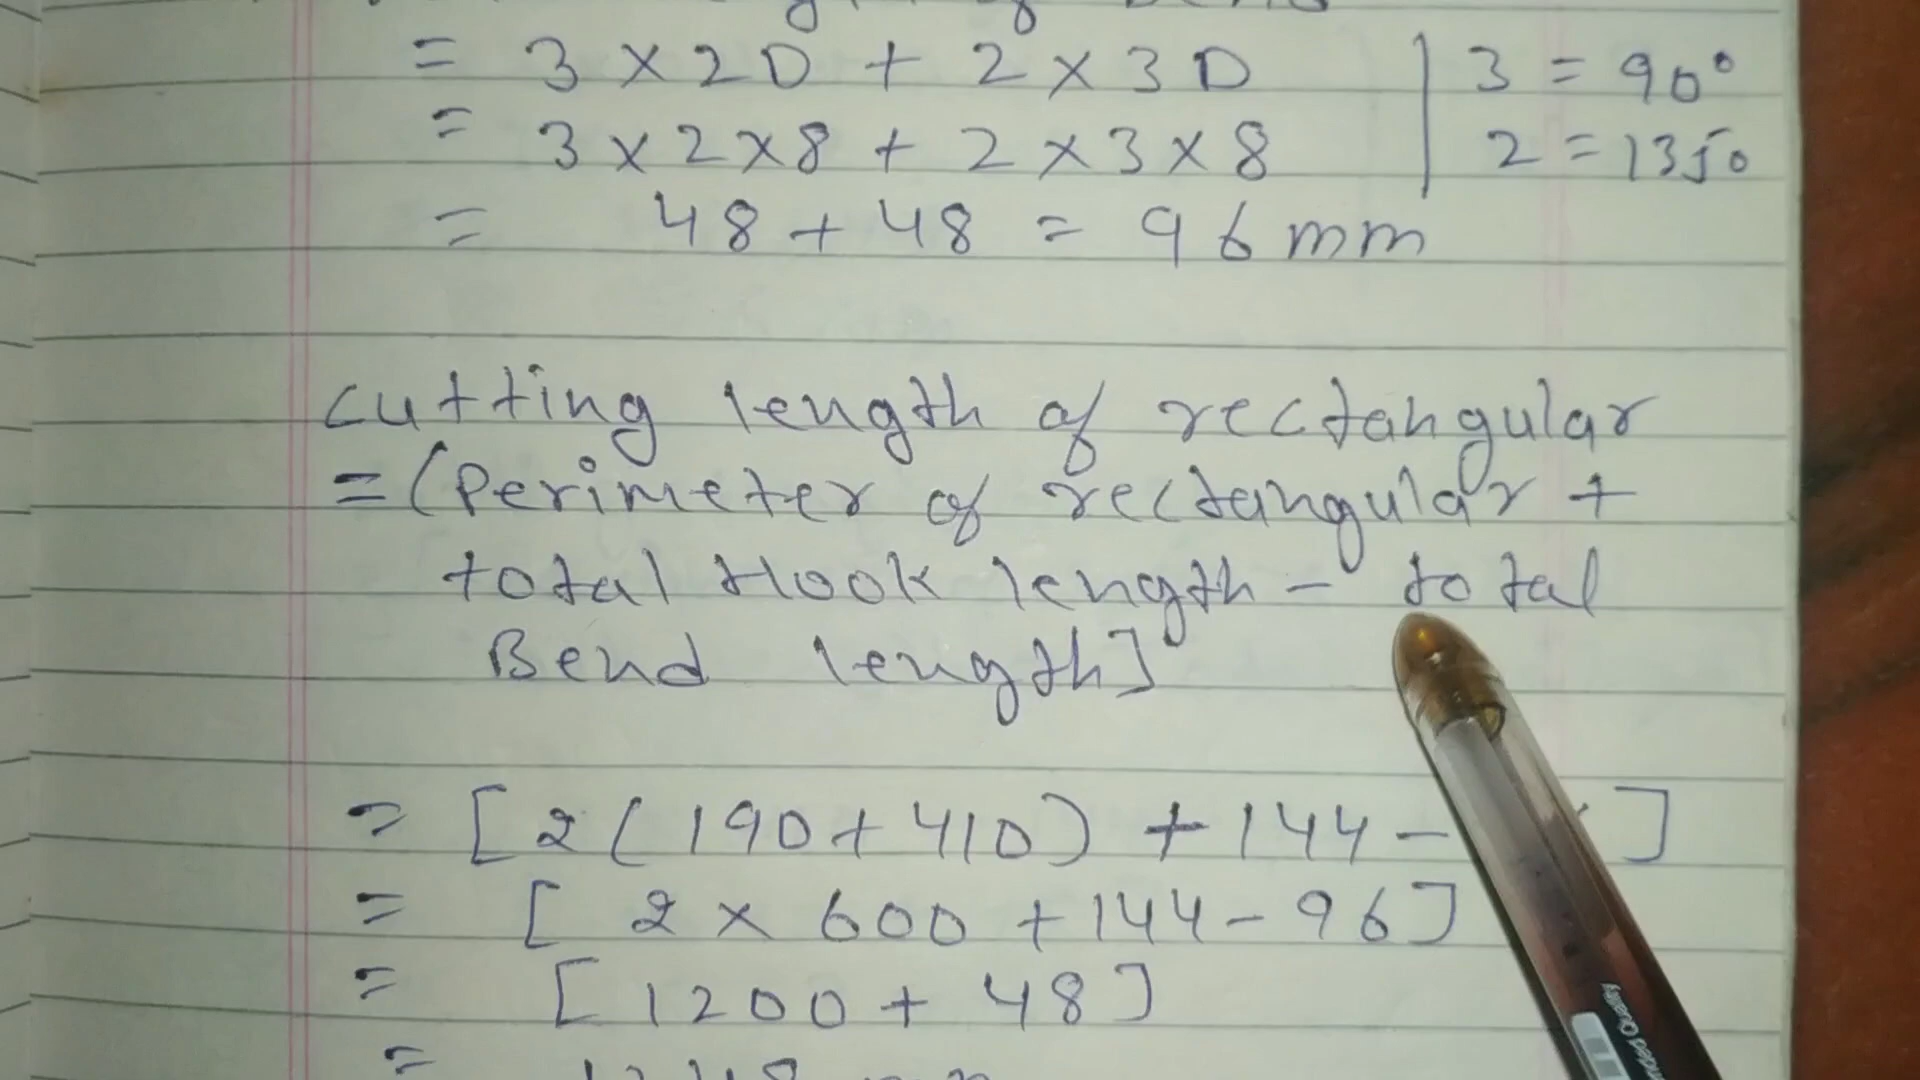 = 3 × 2D + 2 × 3D | 3 = 90°
= 3 × 2 × 8 + 2 × 3 × 8 | 2 = 135°
= 48 + 48 = 96 mm
cutting length of rectangular
= (Perimeter of rectangular +
total Hook length - total
Bend length]
= [2(190+410) + 144 - ]
= [2 × 600 + 144 - 96]
= [1200 + 48]
=